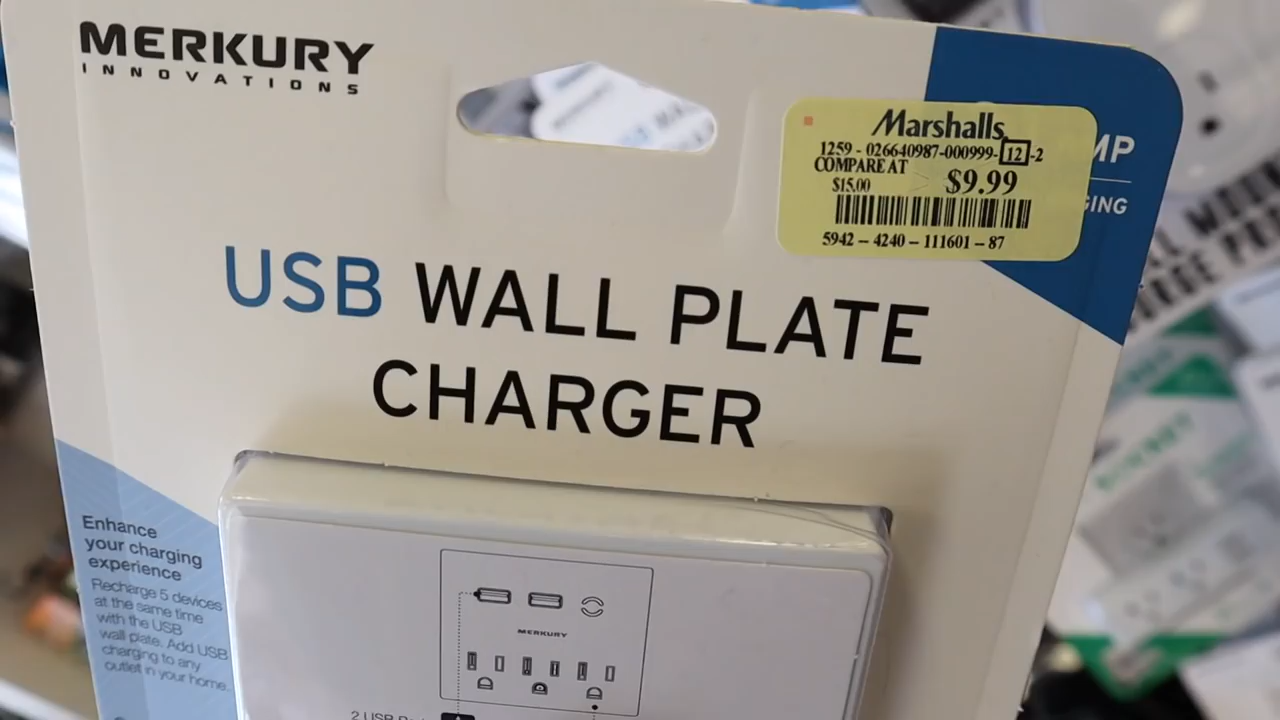 MERKURY
INNOVATIONS
Marshalls
1259 - 026640987-000999-12-2
COMPARE AT
$15.00
$9.99
5942 – 4240 – 111601 – 87
USB WALL PLATE
CHARGER
Enhance
your charging
experience
Recharge 5 devices
at the same time
with the USB
wall plate. Add USB
charging to any
outlet in your home.
MERKURY
2 USB